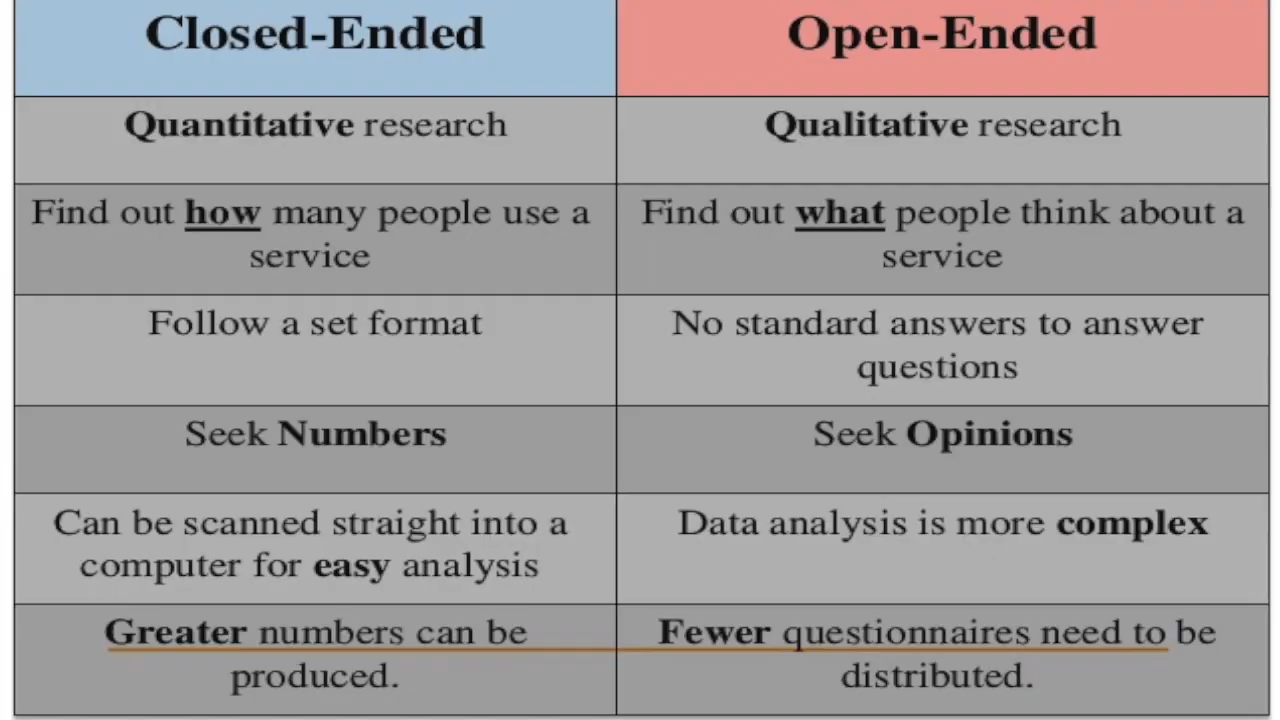 Closed-Ended
Open-Ended
Quantitative research
Qualitative research
Find out how many people use a
service
Find out what people think about a
service
Follow a set format
No standard answers to answer
questions
Seek Numbers
Seek Opinions
Can be scanned straight into a
computer for easy analysis
Data analysis is more complex
Greater numbers can be
produced.
Fewer questionnaires need to be
distributed.